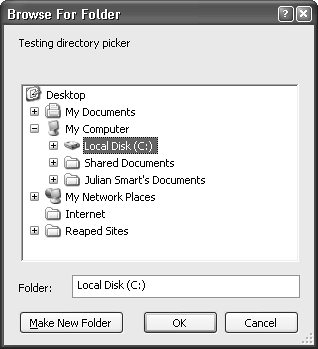 Browse For Folder
Testing directory picker
Desktop
My Documents
My Computer
Local Disk (C:)
Shared Documents
Julian Smart's Documents
My Network Places
Internet
Reaped Sites
Folder: Local Disk (C:)
Make New Folder OK Cancel